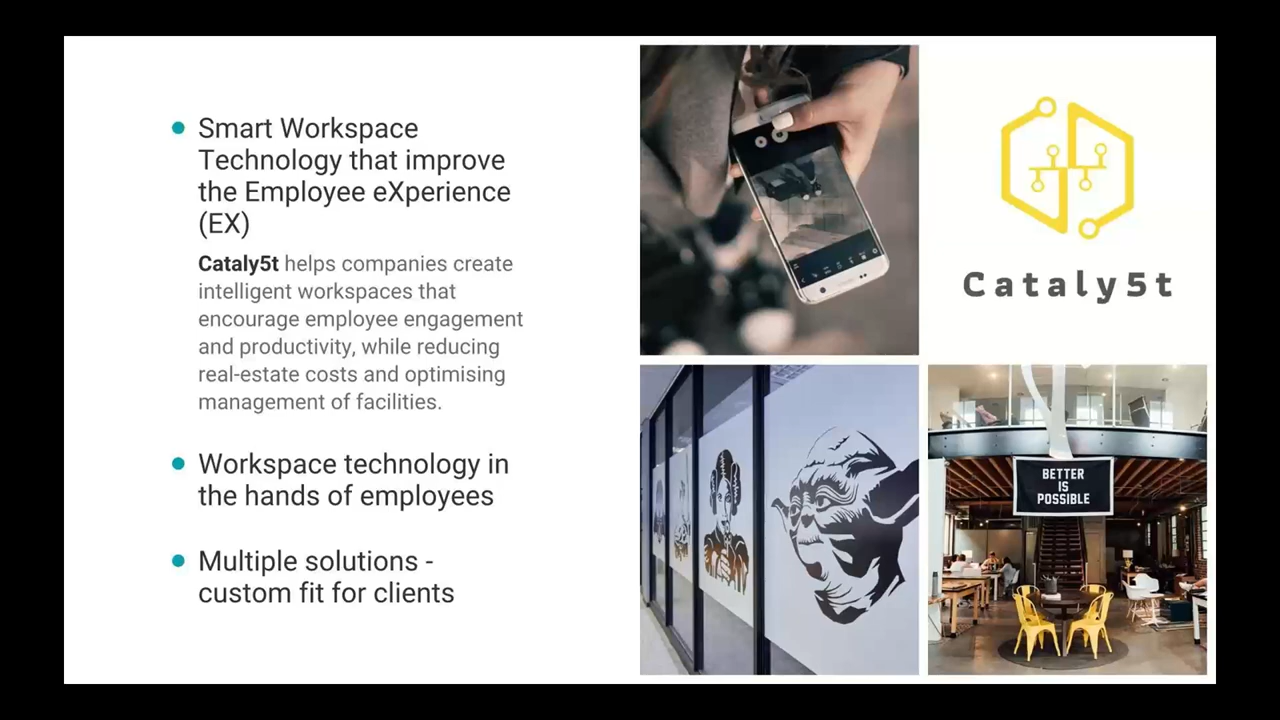 Smart Workspace
Technology that improve
the Employee eXperience
(EX)
Cataly5t helps companies create
intelligent workspaces that
encourage employee engagement
and productivity, while reducing
real-estate costs and optimising
management of facilities.
Workspace technology in
the hands of employees
Multiple solutions -
custom fit for clients
Cataly5t
BETTER
IS
POSSIBLE